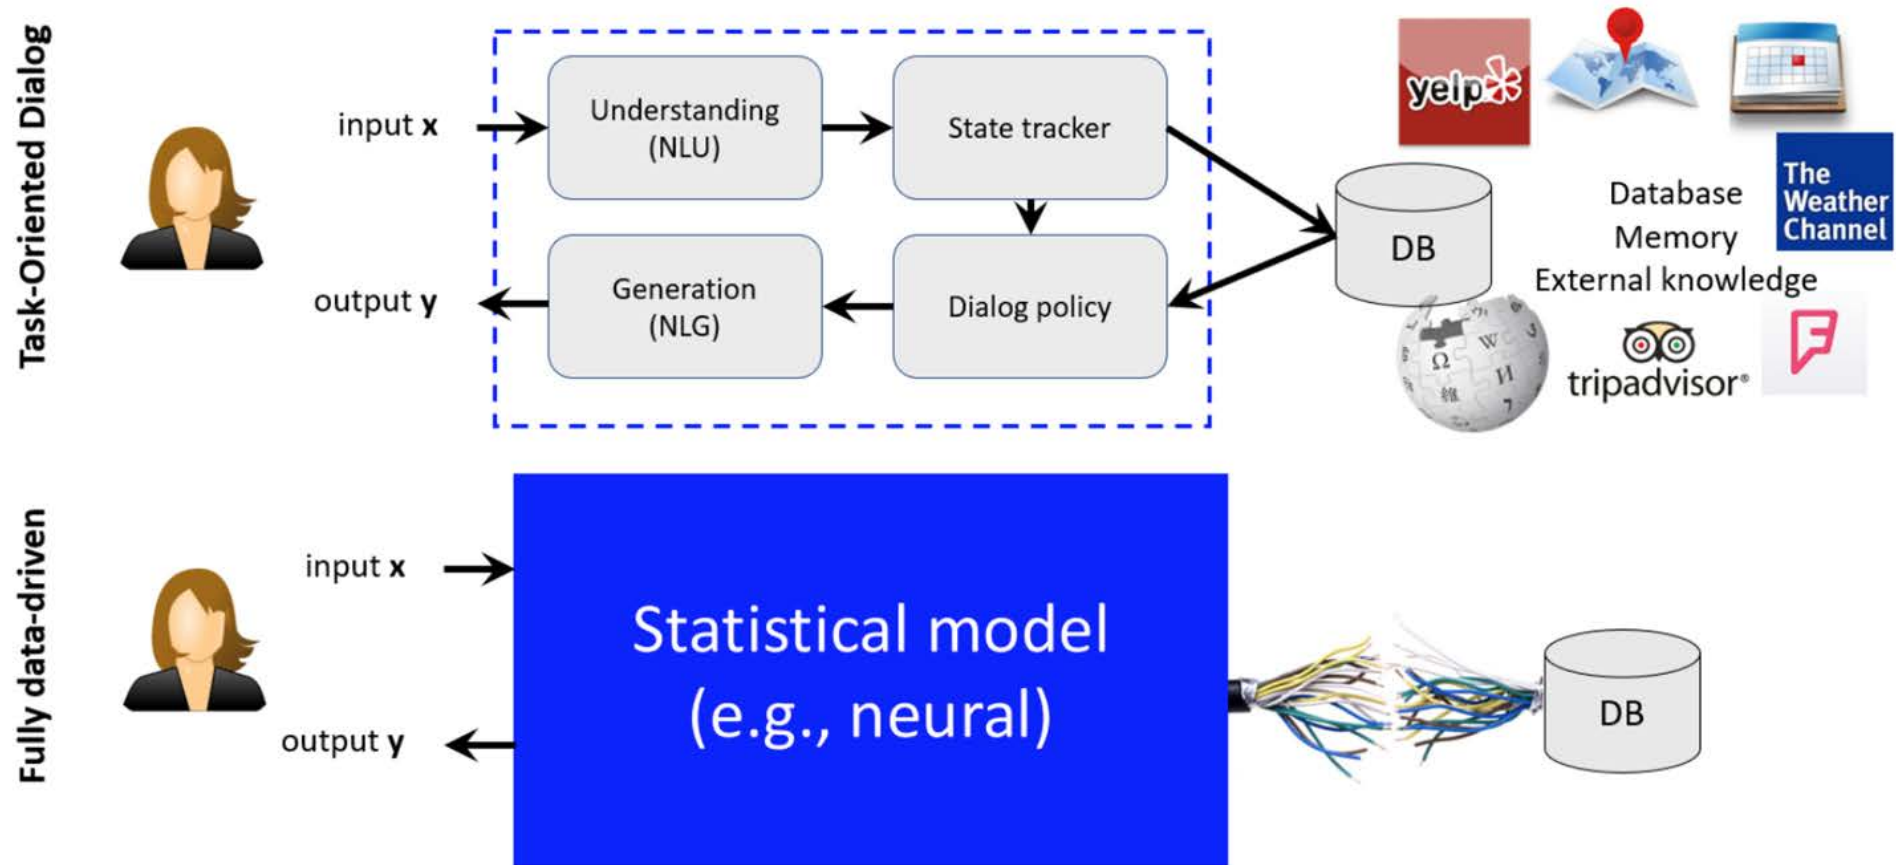 Task-Oriented Dialog
input x
Understanding
(NLU)
State tracker
output y
Generation
(NLG)
Dialog policy
DB
yelp
Database
Memory
External knowledge
The
Weather
Channel
Ω
W
И
維
tripadvisor®
Fully data-driven
input x
output y
Statistical model
(e.g., neural)
DB